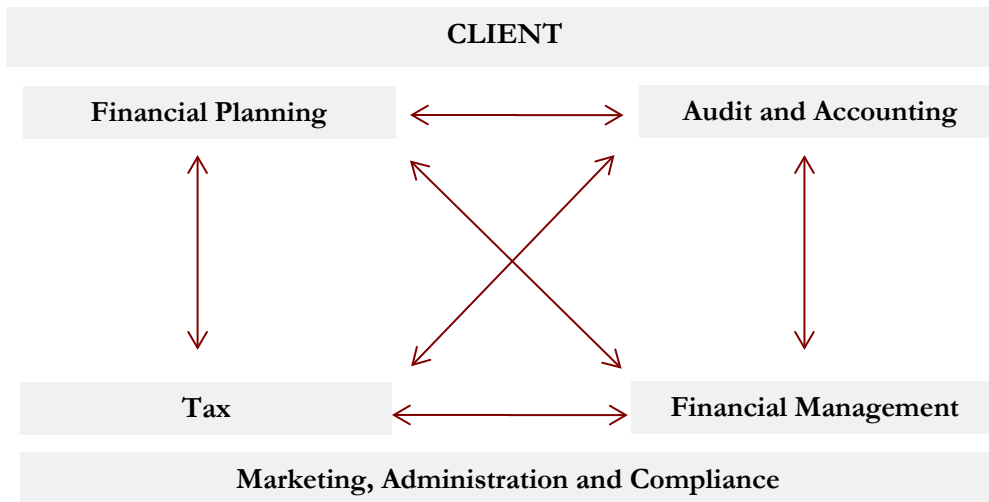 CLIENT
Financial Planning
Audit and Accounting
Tax
Financial Management
Marketing, Administration and Compliance